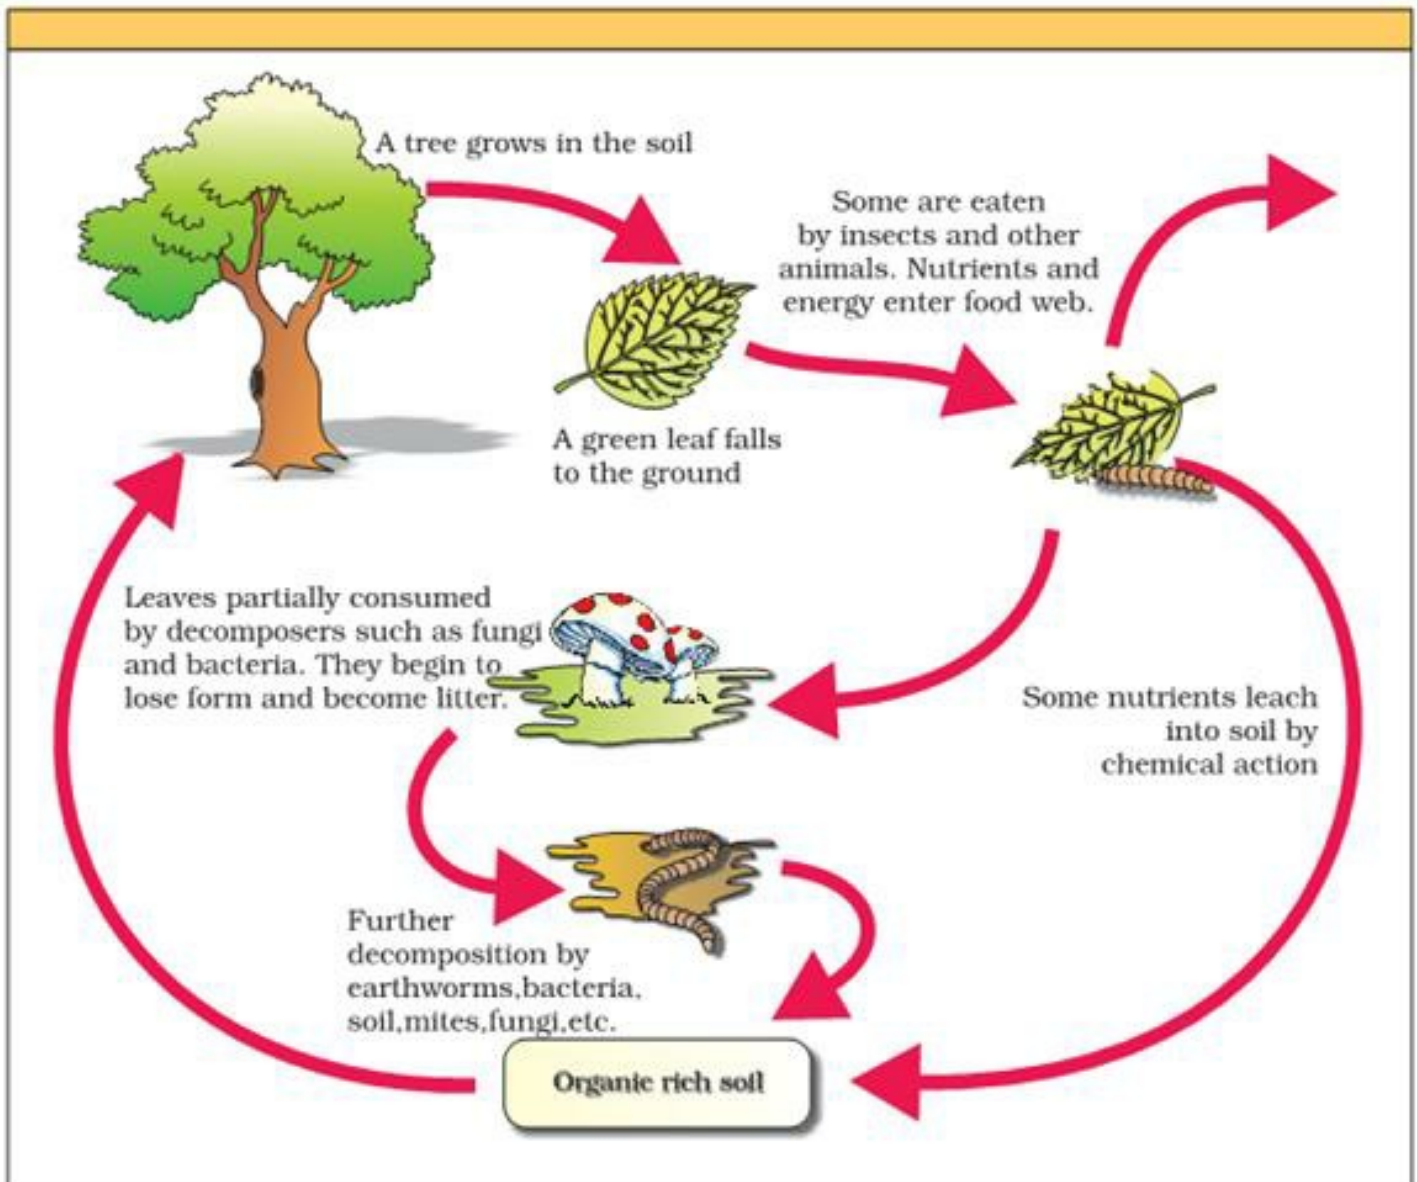 A tree grows in the soil
Some are eaten
by insects and other
animals. Nutrients and
energy enter food web.
A green leaf falls
to the ground
Leaves partially consumed
by decomposers such as fungi
and bacteria. They begin to
lose form and become litter.
Some nutrients leach
into soil by
chemical action
Further
decomposition by
earthworms,bacteria,
soil,mites,fungi,etc.
Organic rich soil